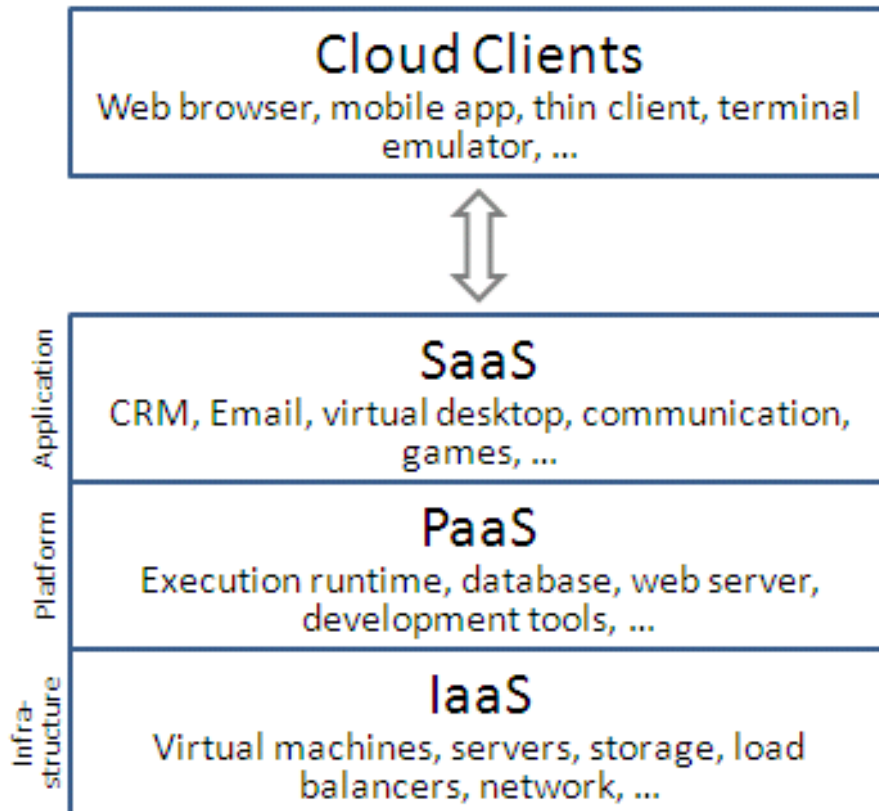 Cloud Clients
Web browser, mobile app, thin client, terminal
emulator, ...
Application
SaaS
CRM, Email, virtual desktop, communication,
games, ...
Platform
PaaS
Execution runtime, database, web server,
development tools, ...
Infra-
structure
IaaS
Virtual machines, servers, storage, load
balancers, network, ...